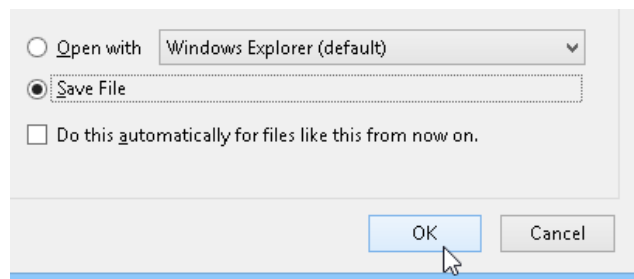 Open with Windows Explorer (default)
Save File
Do this automatically for files like this from now on.
OK Cancel